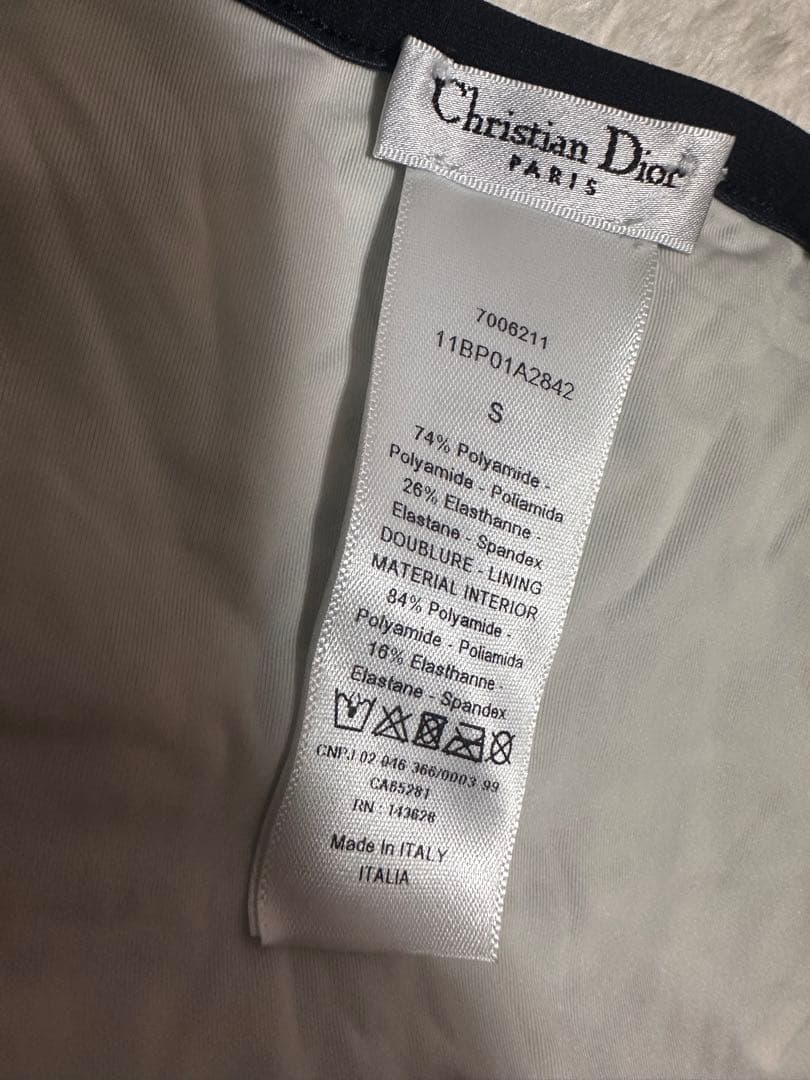 Christian Dior
PARIS
7006211
11BP01A2842
S
74% Polyamide -
Polyamide - Poliamida
26% Elasthanne -
Elastane - Spandex
DOUBLURE - LINING
MATERIAL INTERIOR
84% Polyamide -
Polyamide - Poliamida
16% Elasthanne -
Elastane - Spandex
CNPJ 02 046 366/0003 99
CA65281
RN : 143628
Made in ITALY
ITALIA